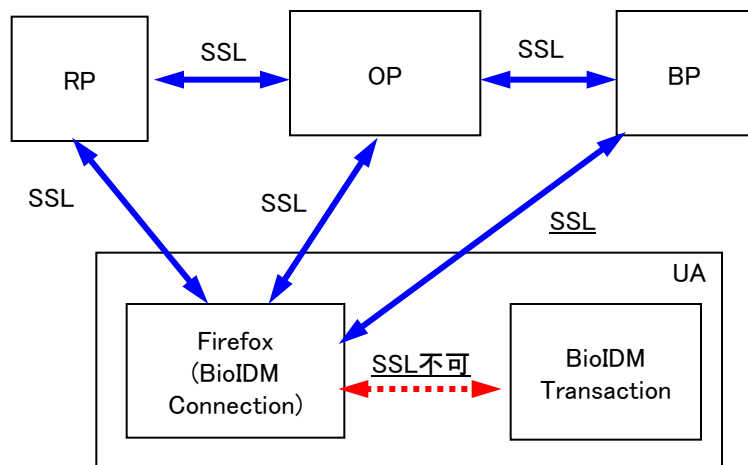 SSL
SSL
RP
OP
BP
SSL
SSL
SSL
UA
Firefox
(BioIDM
Connection)
SSL不可
BioIDM
Transaction